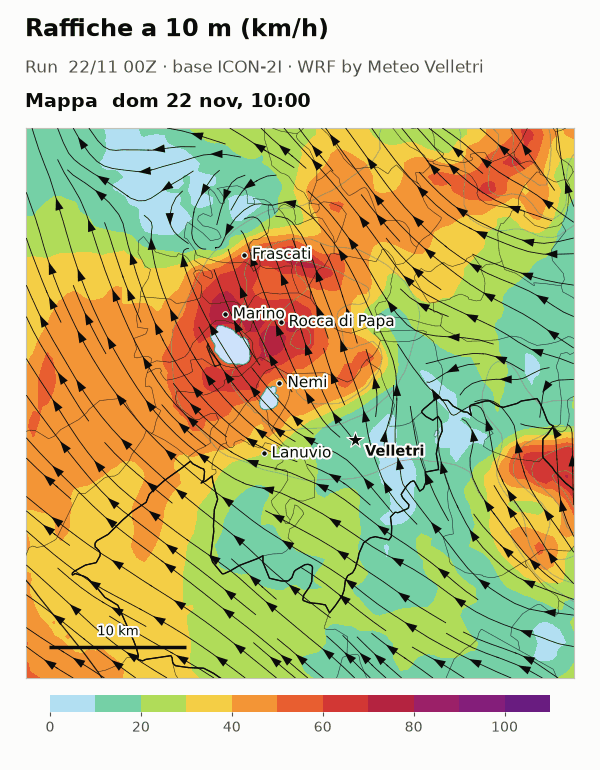 Raffiche a 10 m (km/h)
Run 22/11 00Z · base ICON-2I · WRF by Meteo Velletri
Mappa dom 22 nov, 10:00
Frascati
Marino
Rocca di Papa
Nemi
Velletri
Lanuvio
10 km
0 20 40 60 80 100